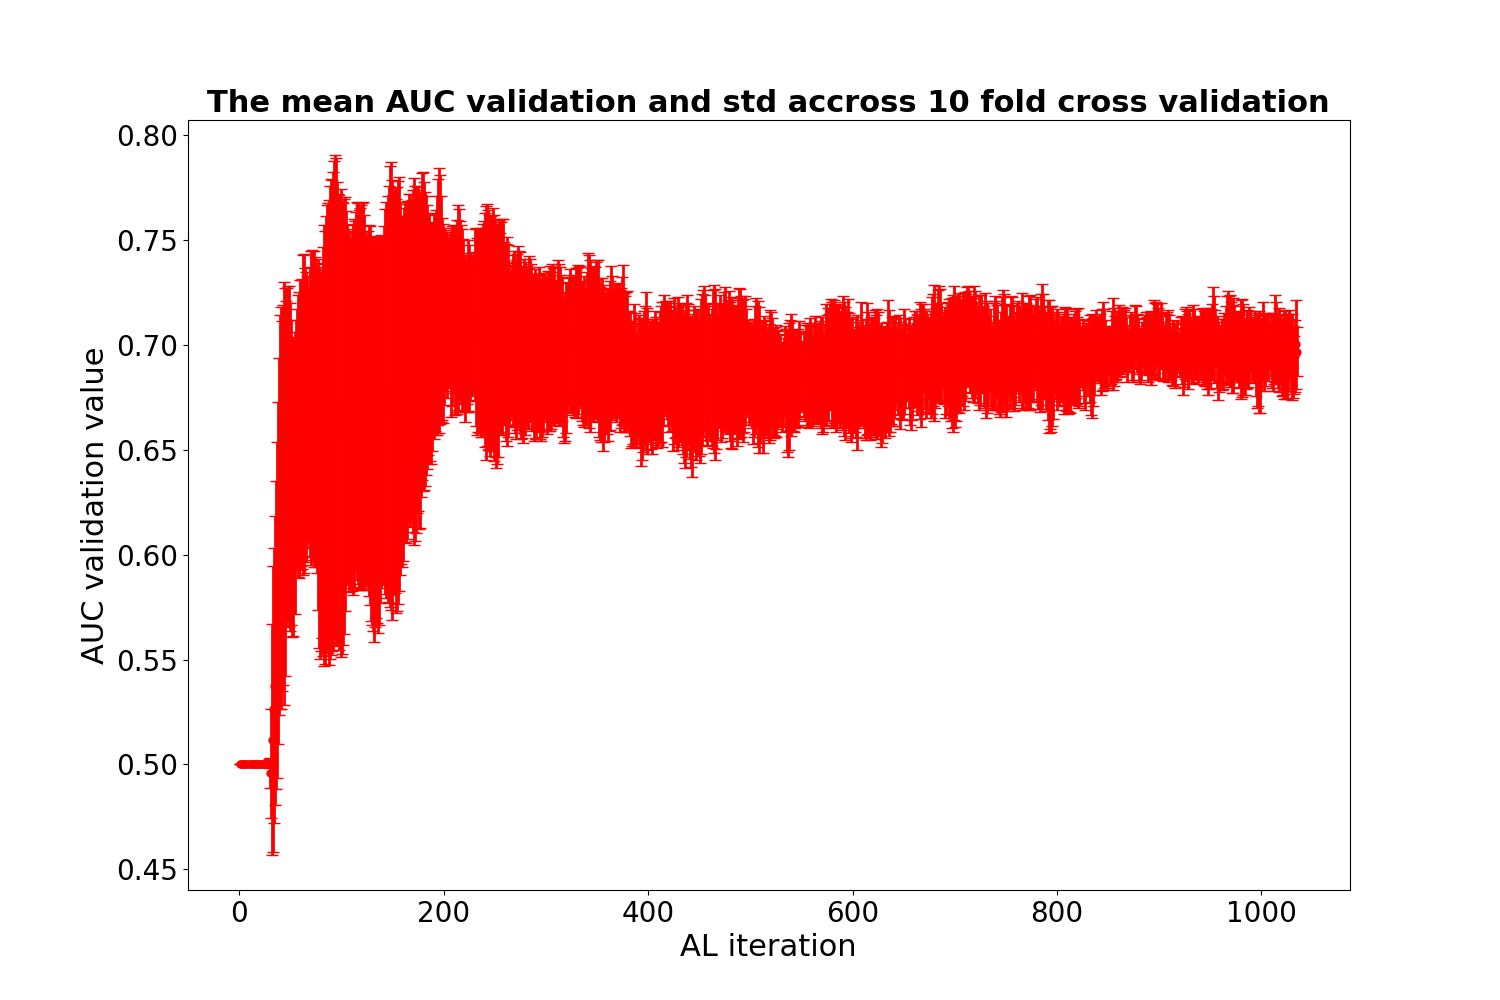 The mean AUC validation and std accross 10 fold cross validation
0.80
0.75
0.70
0.65
0.60
0.55
0.50
0.45
AUC validation value
0 200 400 600 800 1000
AL iteration